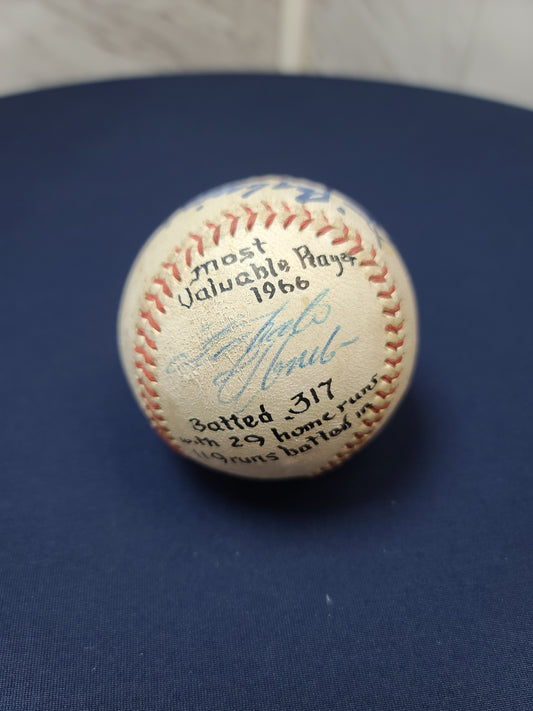 most
Valuable Player
1966
Batted .317
with 29 home runs
119 runs batted in